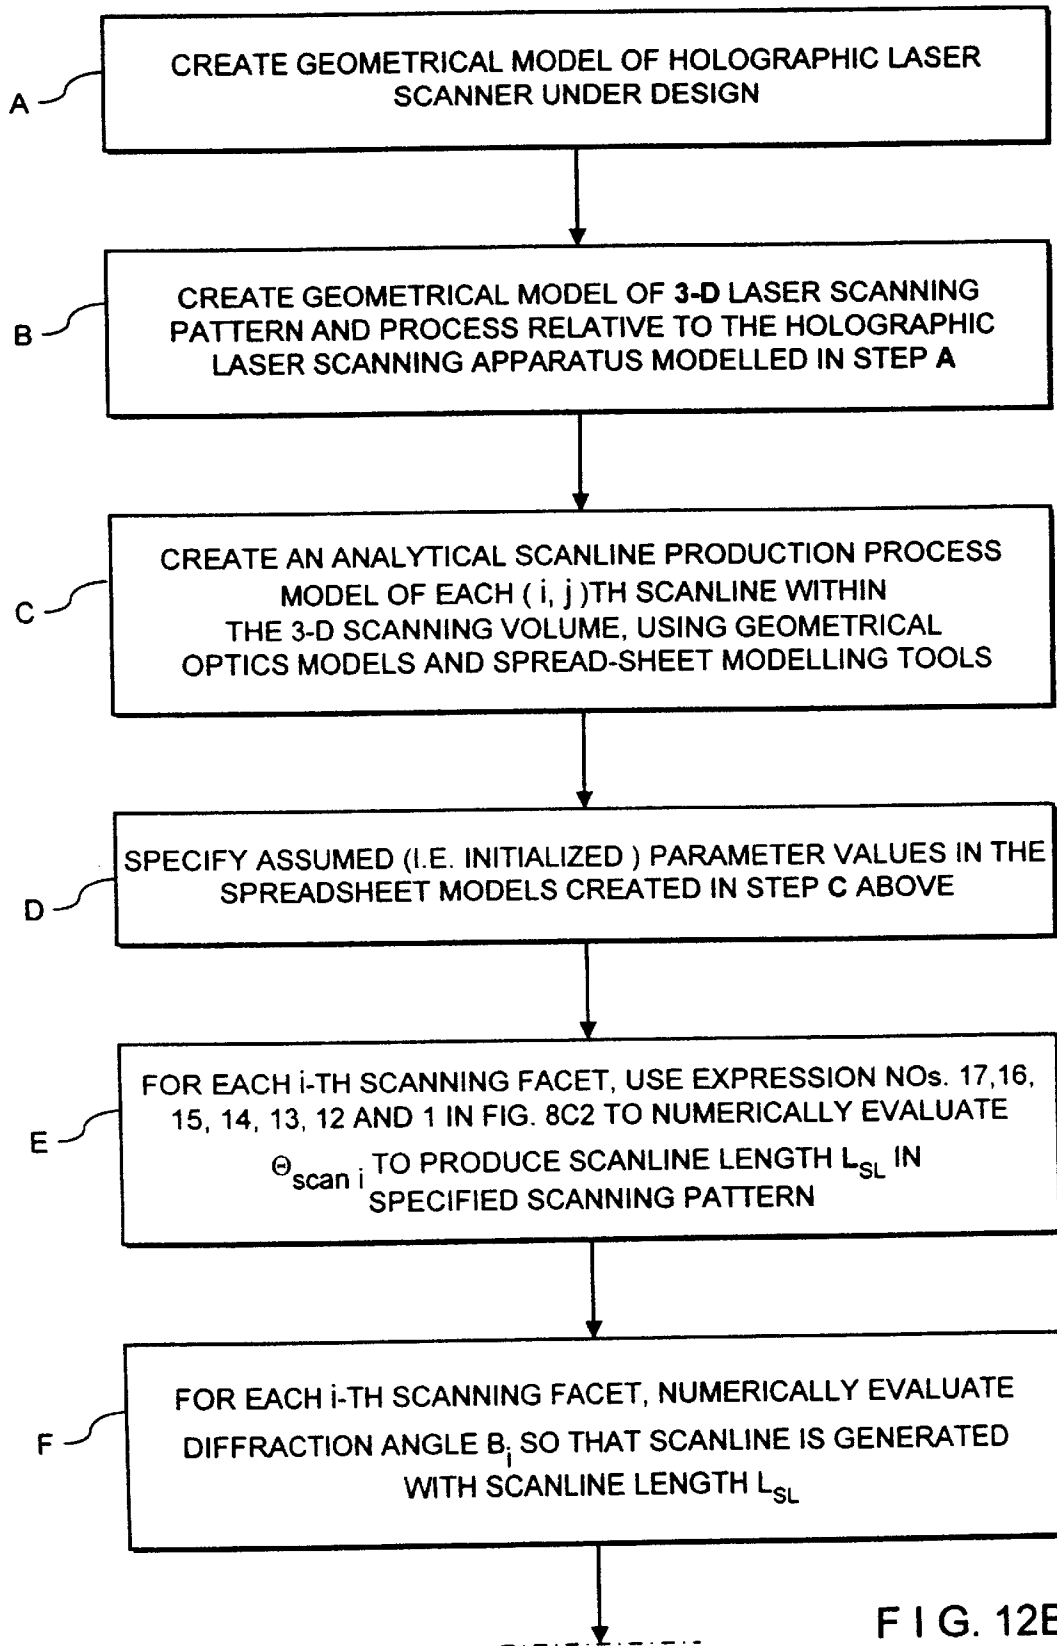 A
CREATE GEOMETRICAL MODEL OF HOLOGRAPHIC LASER
SCANNER UNDER DESIGN
B
CREATE GEOMETRICAL MODEL OF 3-D LASER SCANNING
PATTERN AND PROCESS RELATIVE TO THE HOLOGRAPHIC
LASER SCANNING APPARATUS MODELLED IN STEP A
C
CREATE AN ANALYTICAL SCANLINE PRODUCTION PROCESS
MODEL OF EACH ( i, j )TH SCANLINE WITHIN
THE 3-D SCANNING VOLUME, USING GEOMETRICAL
OPTICS MODELS AND SPREAD-SHEET MODELLING TOOLS
D
SPECIFY ASSUMED (I.E. INITIALIZED ) PARAMETER VALUES IN THE
SPREADSHEET MODELS CREATED IN STEP C ABOVE
E
FOR EACH i-TH SCANNING FACET, USE EXPRESSION NOs. 17,16,
15, 14, 13, 12 AND 1 IN FIG. 8C2 TO NUMERICALLY EVALUATE
Θscan i TO PRODUCE SCANLINE LENGTH LSL IN
SPECIFIED SCANNING PATTERN
F
FOR EACH i-TH SCANNING FACET, NUMERICALLY EVALUATE
DIFFRACTION ANGLE Bi SO THAT SCANLINE IS GENERATED
WITH SCANLINE LENGTH LSL
F I G. 12B